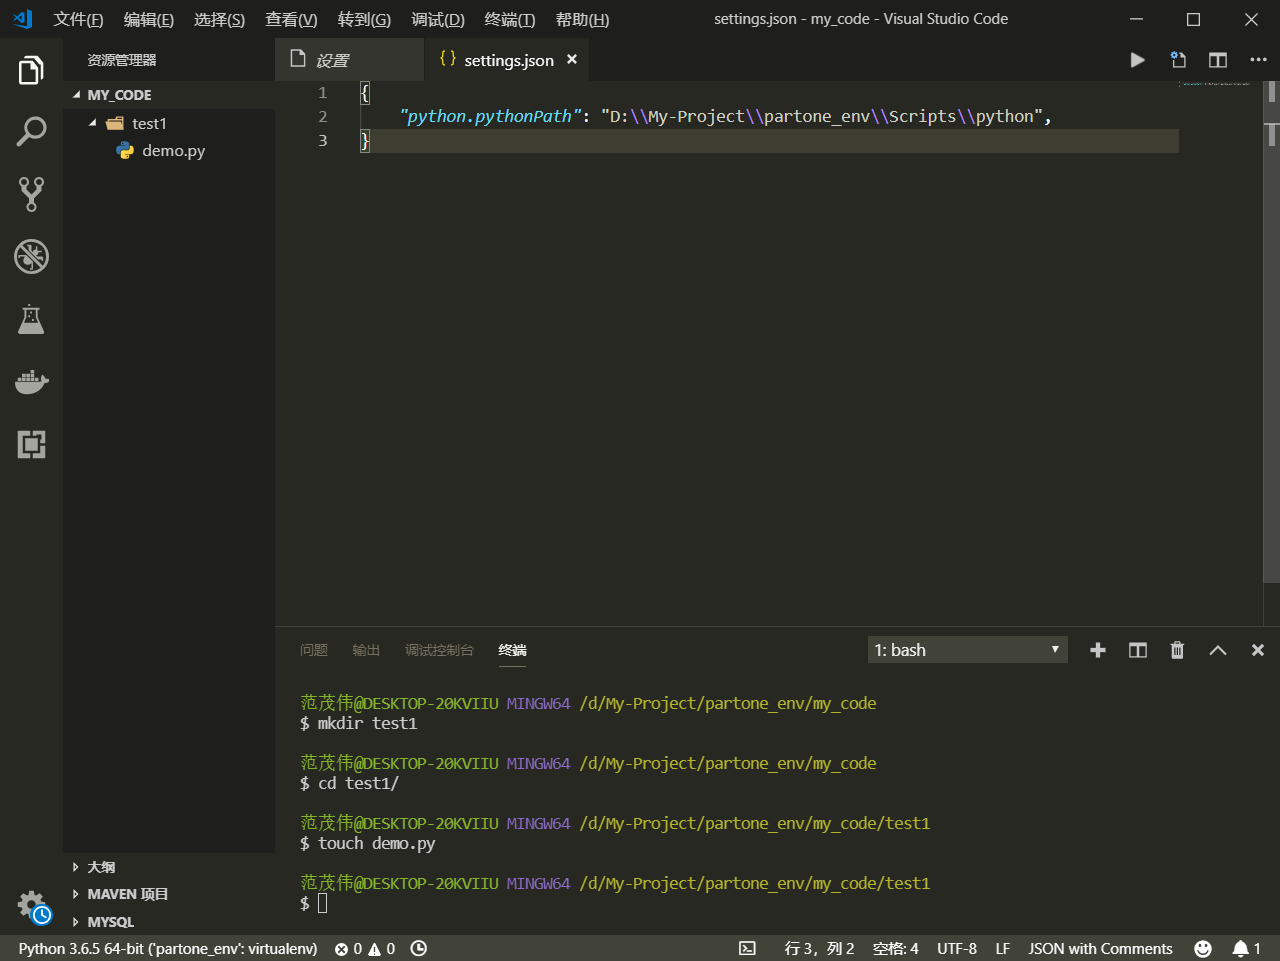 文件(F) 编辑(E) 选择(S) 查看(V) 转到(G) 调试(D) 终端(T) 帮助(H) settings.json - my_code - Visual Studio Code
资源管理器
设置
{} settings.json
MY_CODE
test1
demo.py
1 {
2 "python.pythonPath": "D:\\My-Project\\partone_env\\Scripts\\python",
3 }
问题 输出 调试控制台 终端 1: bash
范茂伟@DESKTOP-20KVIIU MINGW64 /d/My-Project/partone_env/my_code
$ mkdir test1
范茂伟@DESKTOP-20KVIIU MINGW64 /d/My-Project/partone_env/my_code
$ cd test1/
范茂伟@DESKTOP-20KVIIU MINGW64 /d/My-Project/partone_env/my_code/test1
$ touch demo.py
范茂伟@DESKTOP-20KVIIU MINGW64 /d/My-Project/partone_env/my_code/test1
$
大纲
MAVEN 项目
MYSQL
Python 3.6.5 64-bit ('partone_env': virtualenv) 0 0 行 3，列 2 空格: 4 UTF-8 LF JSON with Comments 1